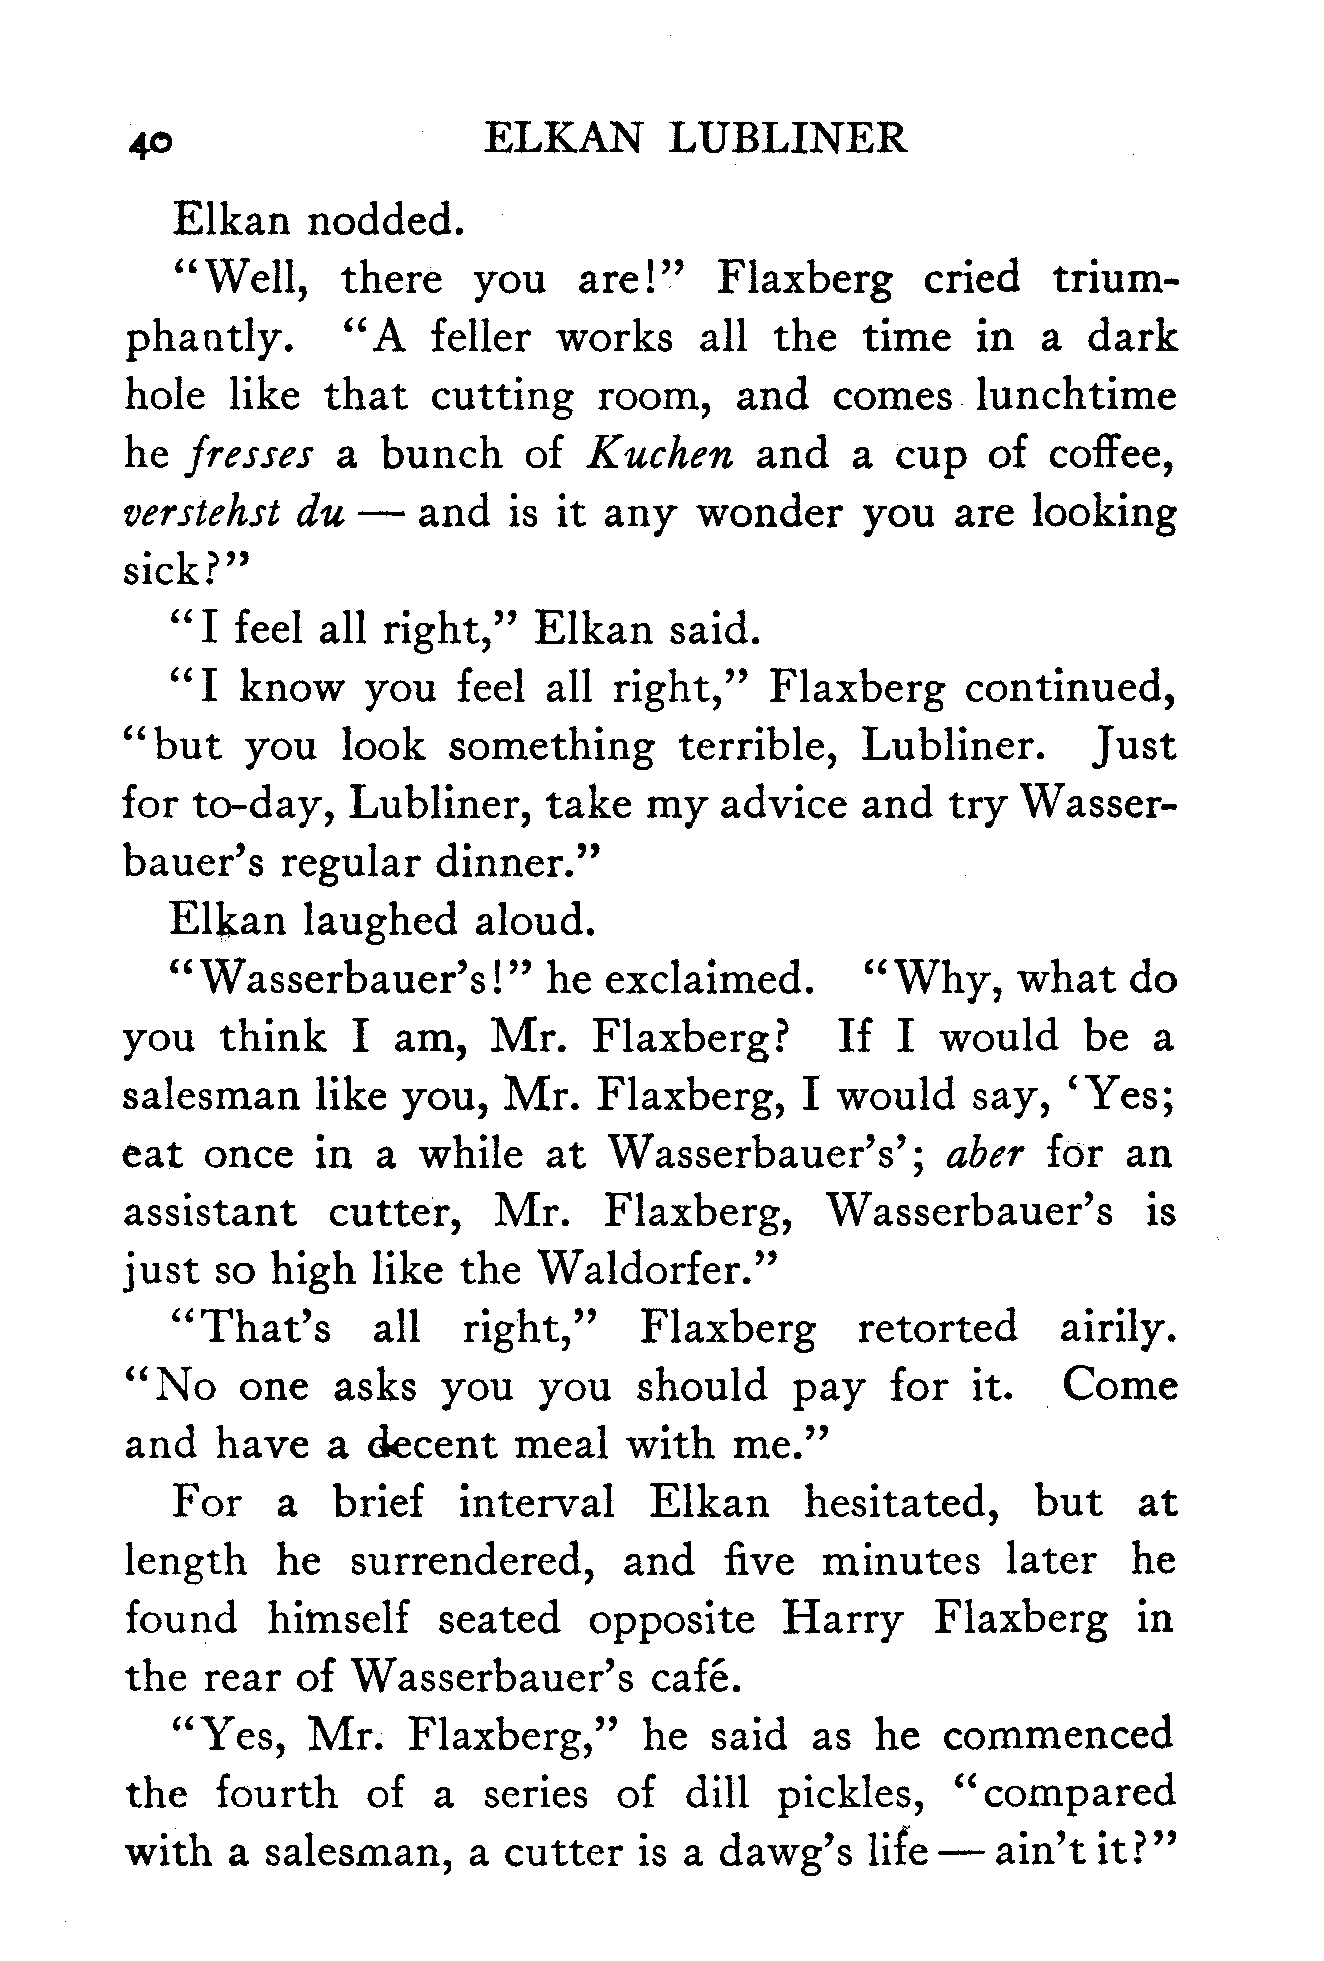 40 ELKAN LUBLINER
Elkan nodded.
“Well, there you are!” Flaxberg cried trium-
phantly. “A feller works all the time in a dark
hole like that cutting room, and comes lunchtime
he fresses a bunch of Kuchen and a cup of coffee,
verstehst du — and is it any wonder you are looking
sick?”
“I feel all right,” Elkan said.
“I know you feel all right,” Flaxberg continued,
“but you look something terrible, Lubliner. Just
for to-day, Lubliner, take my advice and try Wasser-
bauer’s regular dinner.”
Elkan laughed aloud.
“Wasserbauer’s!” he exclaimed. “Why, what do
you think I am, Mr. Flaxberg? If I would be a
salesman like you, Mr. Flaxberg, I would say, ‘Yes;
eat once in a while at Wasserbauer’s’; aber for an
assistant cutter, Mr. Flaxberg, Wasserbauer’s is
just so high like the Waldorfer.”
“That’s all right,” Flaxberg retorted airily.
“No one asks you you should pay for it. Come
and have a decent meal with me.”
For a brief interval Elkan hesitated, but at
length he surrendered, and five minutes later he
found himself seated opposite Harry Flaxberg in
the rear of Wasserbauer’s café.
“Yes, Mr. Flaxberg,” he said as he commenced
the fourth of a series of dill pickles, “compared
with a salesman, a cutter is a dawg’s life — ain’t it?”